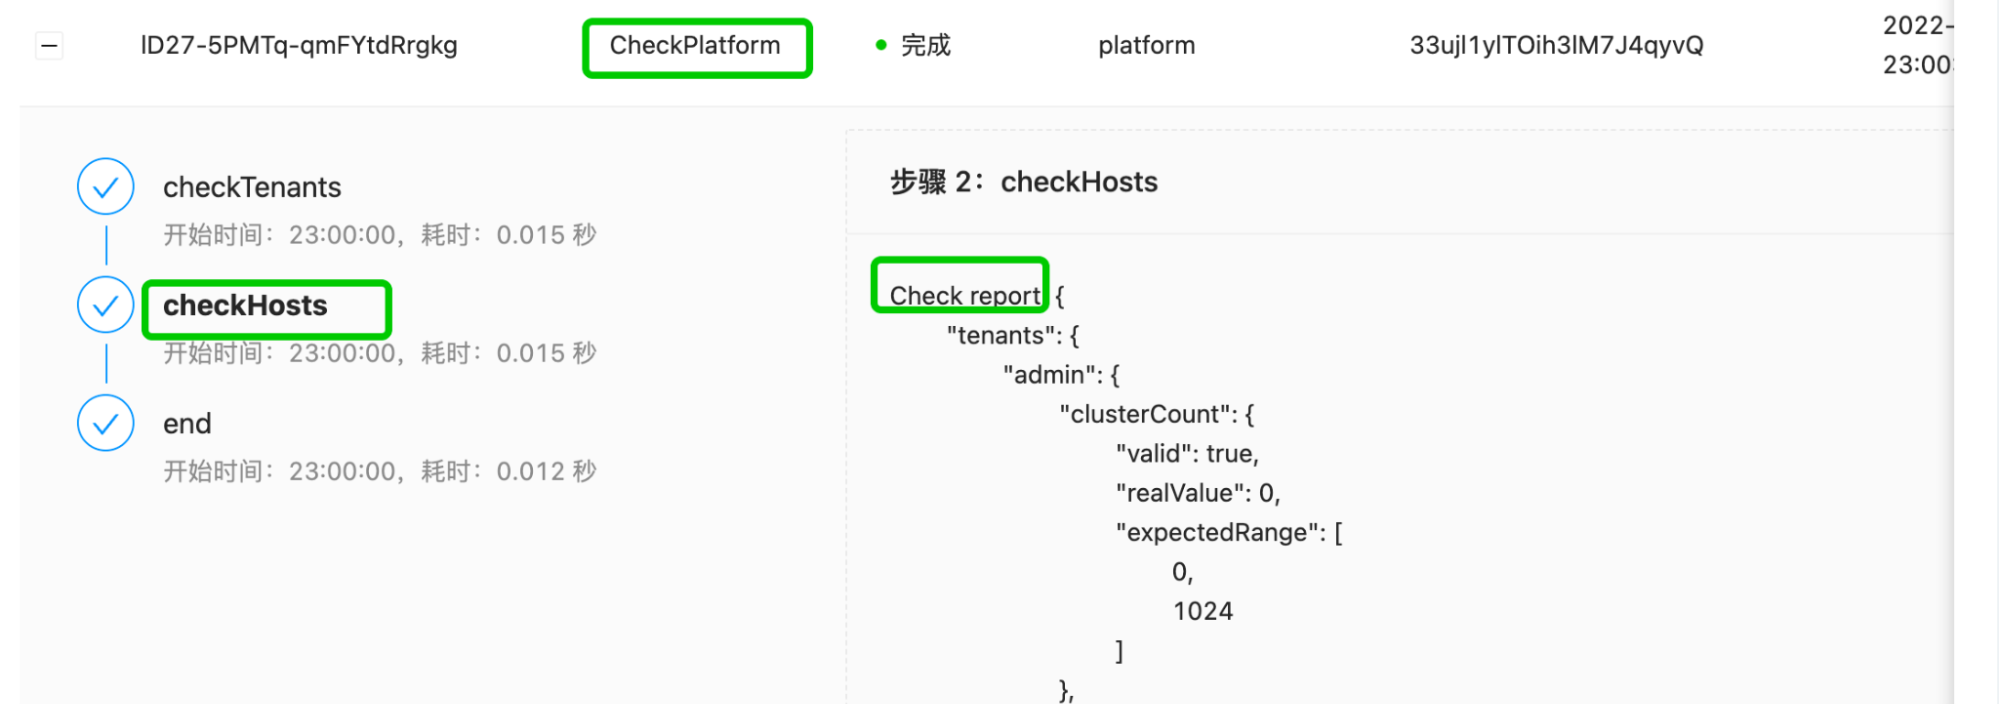 lD27-5PMTq-qmFYtdRrgkg CheckPlatform 完成 platform 33ujl1ylTOih3lM7J4qyvQ 2022-
23:00:
checkTenants
开始时间：23:00:00，耗时：0.015 秒
checkHosts
开始时间：23:00:00，耗时：0.015 秒
end
开始时间：23:00:00，耗时：0.012 秒
步骤 2：checkHosts
Check report {
"tenants": {
"admin": {
"clusterCount": {
"valid": true,
"realValue": 0,
"expectedRange": [
0,
1024
]
},